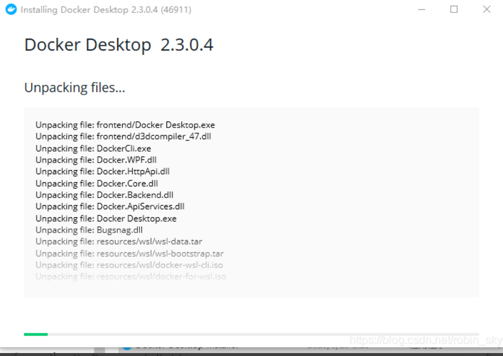 Installing Docker Desktop 2.3.0.4 (46911)
Docker Desktop 2.3.0.4
Unpacking files...
Unpacking file: frontend/Docker Desktop.exe
Unpacking file: frontend/d3dcompiler_47.dll
Unpacking file: DockerCli.exe
Unpacking file: Docker.WPF.dll
Unpacking file: Docker.HttpApi.dll
Unpacking file: Docker.Core.dll
Unpacking file: Docker.Backend.dll
Unpacking file: Docker.ApiServices.dll
Unpacking file: Docker Desktop.exe
Unpacking file: Bugsnag.dll
Unpacking file: resources/wsl/wsl-data.tar
Unpacking file: resources/wsl/wsl-bootstrap.tar
Unpacking file: resources/wsl/docker-wsl-cli.iso
Unpacking file: resources/wsl/docker-for-wsl.iso
https://blog.csdn.net/robin_sky